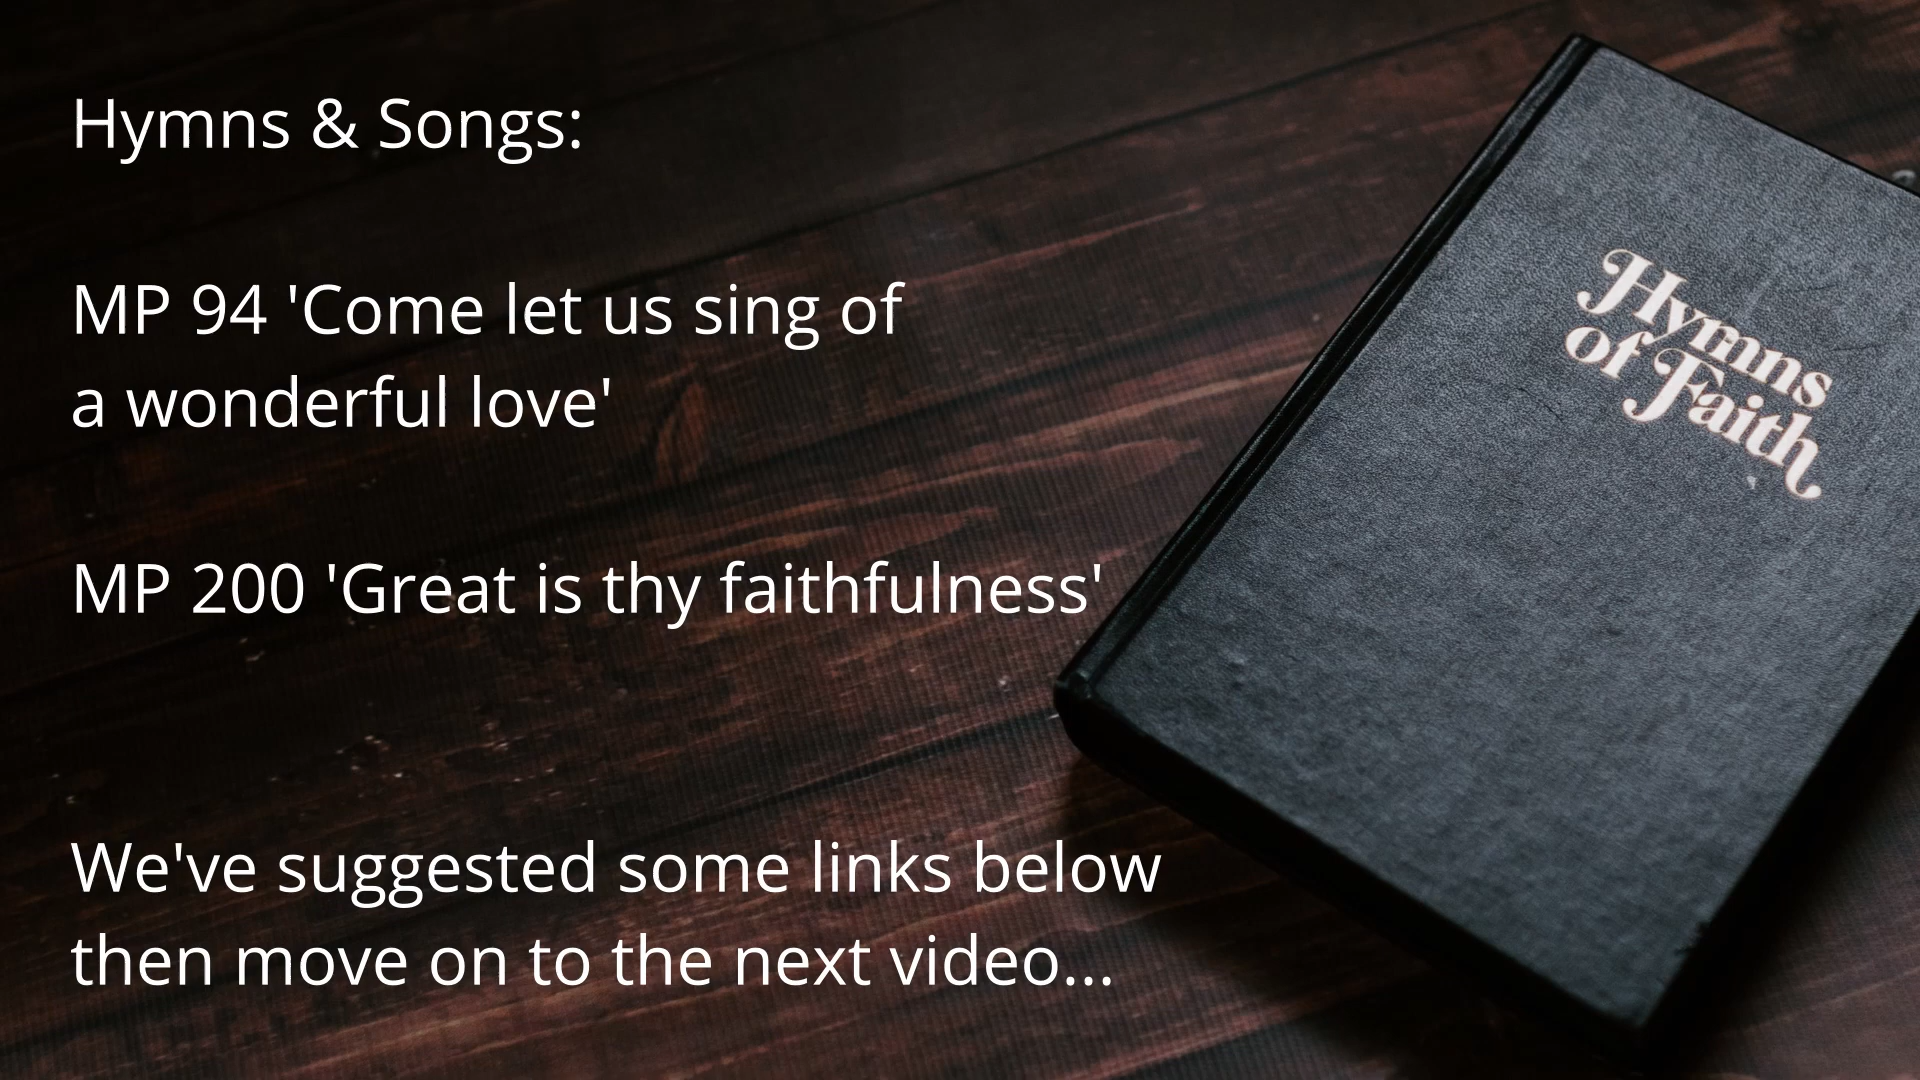 Hymns & Songs:
MP 94 'Come let us sing of
a wonderful love'
MP 200 'Great is thy faithfulness'
We've suggested some links below
then move on to the next video...
Hymns
of Faith